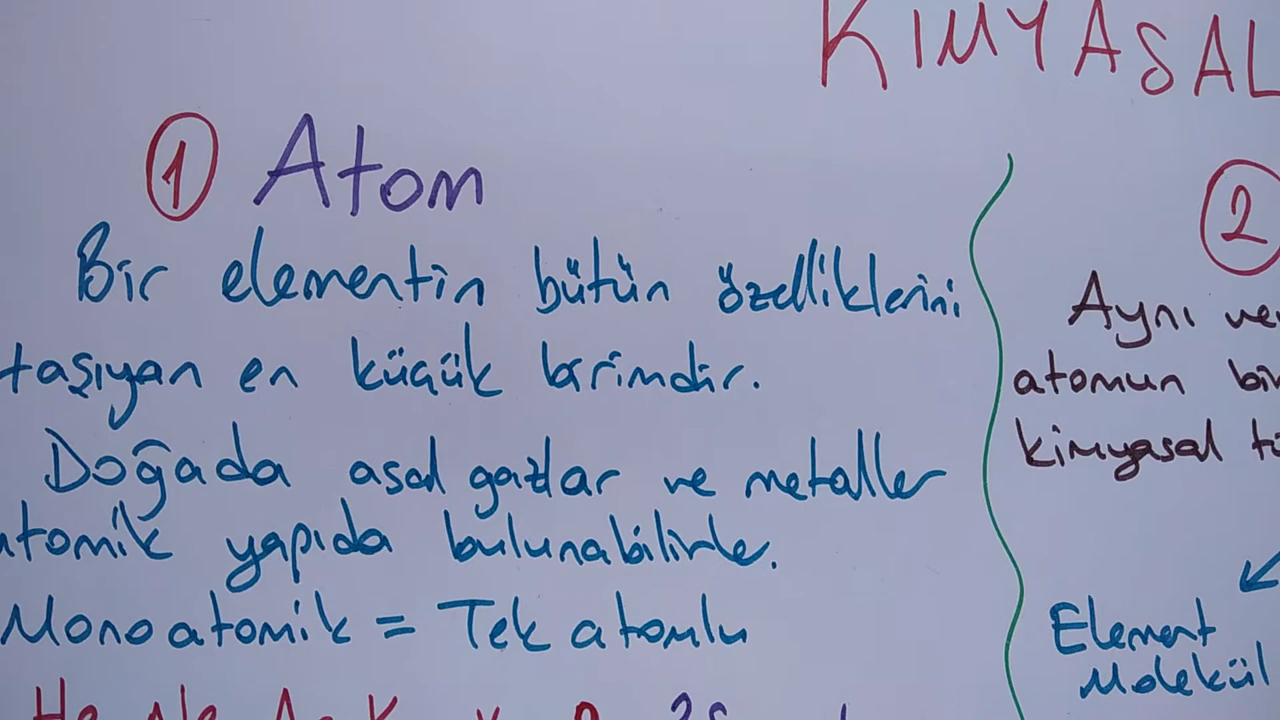 KIMYASAL
1 Atom
Bir elementin bütün özelliklerini
taşıyan en küçük birimdir.
Doğada asal gazlar ve metaller
atomik yapıda bulunabilirler.
Monoatomik = Tek atomlu
2
Aynı
atomun
kimyasal
Element
Molekül